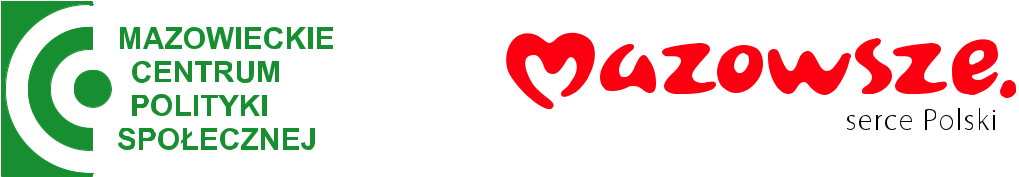 MAZOWIECKIE
CENTRUM
POLITYKI
SPOŁECZNEJ
Mazowsze.
serce Polski